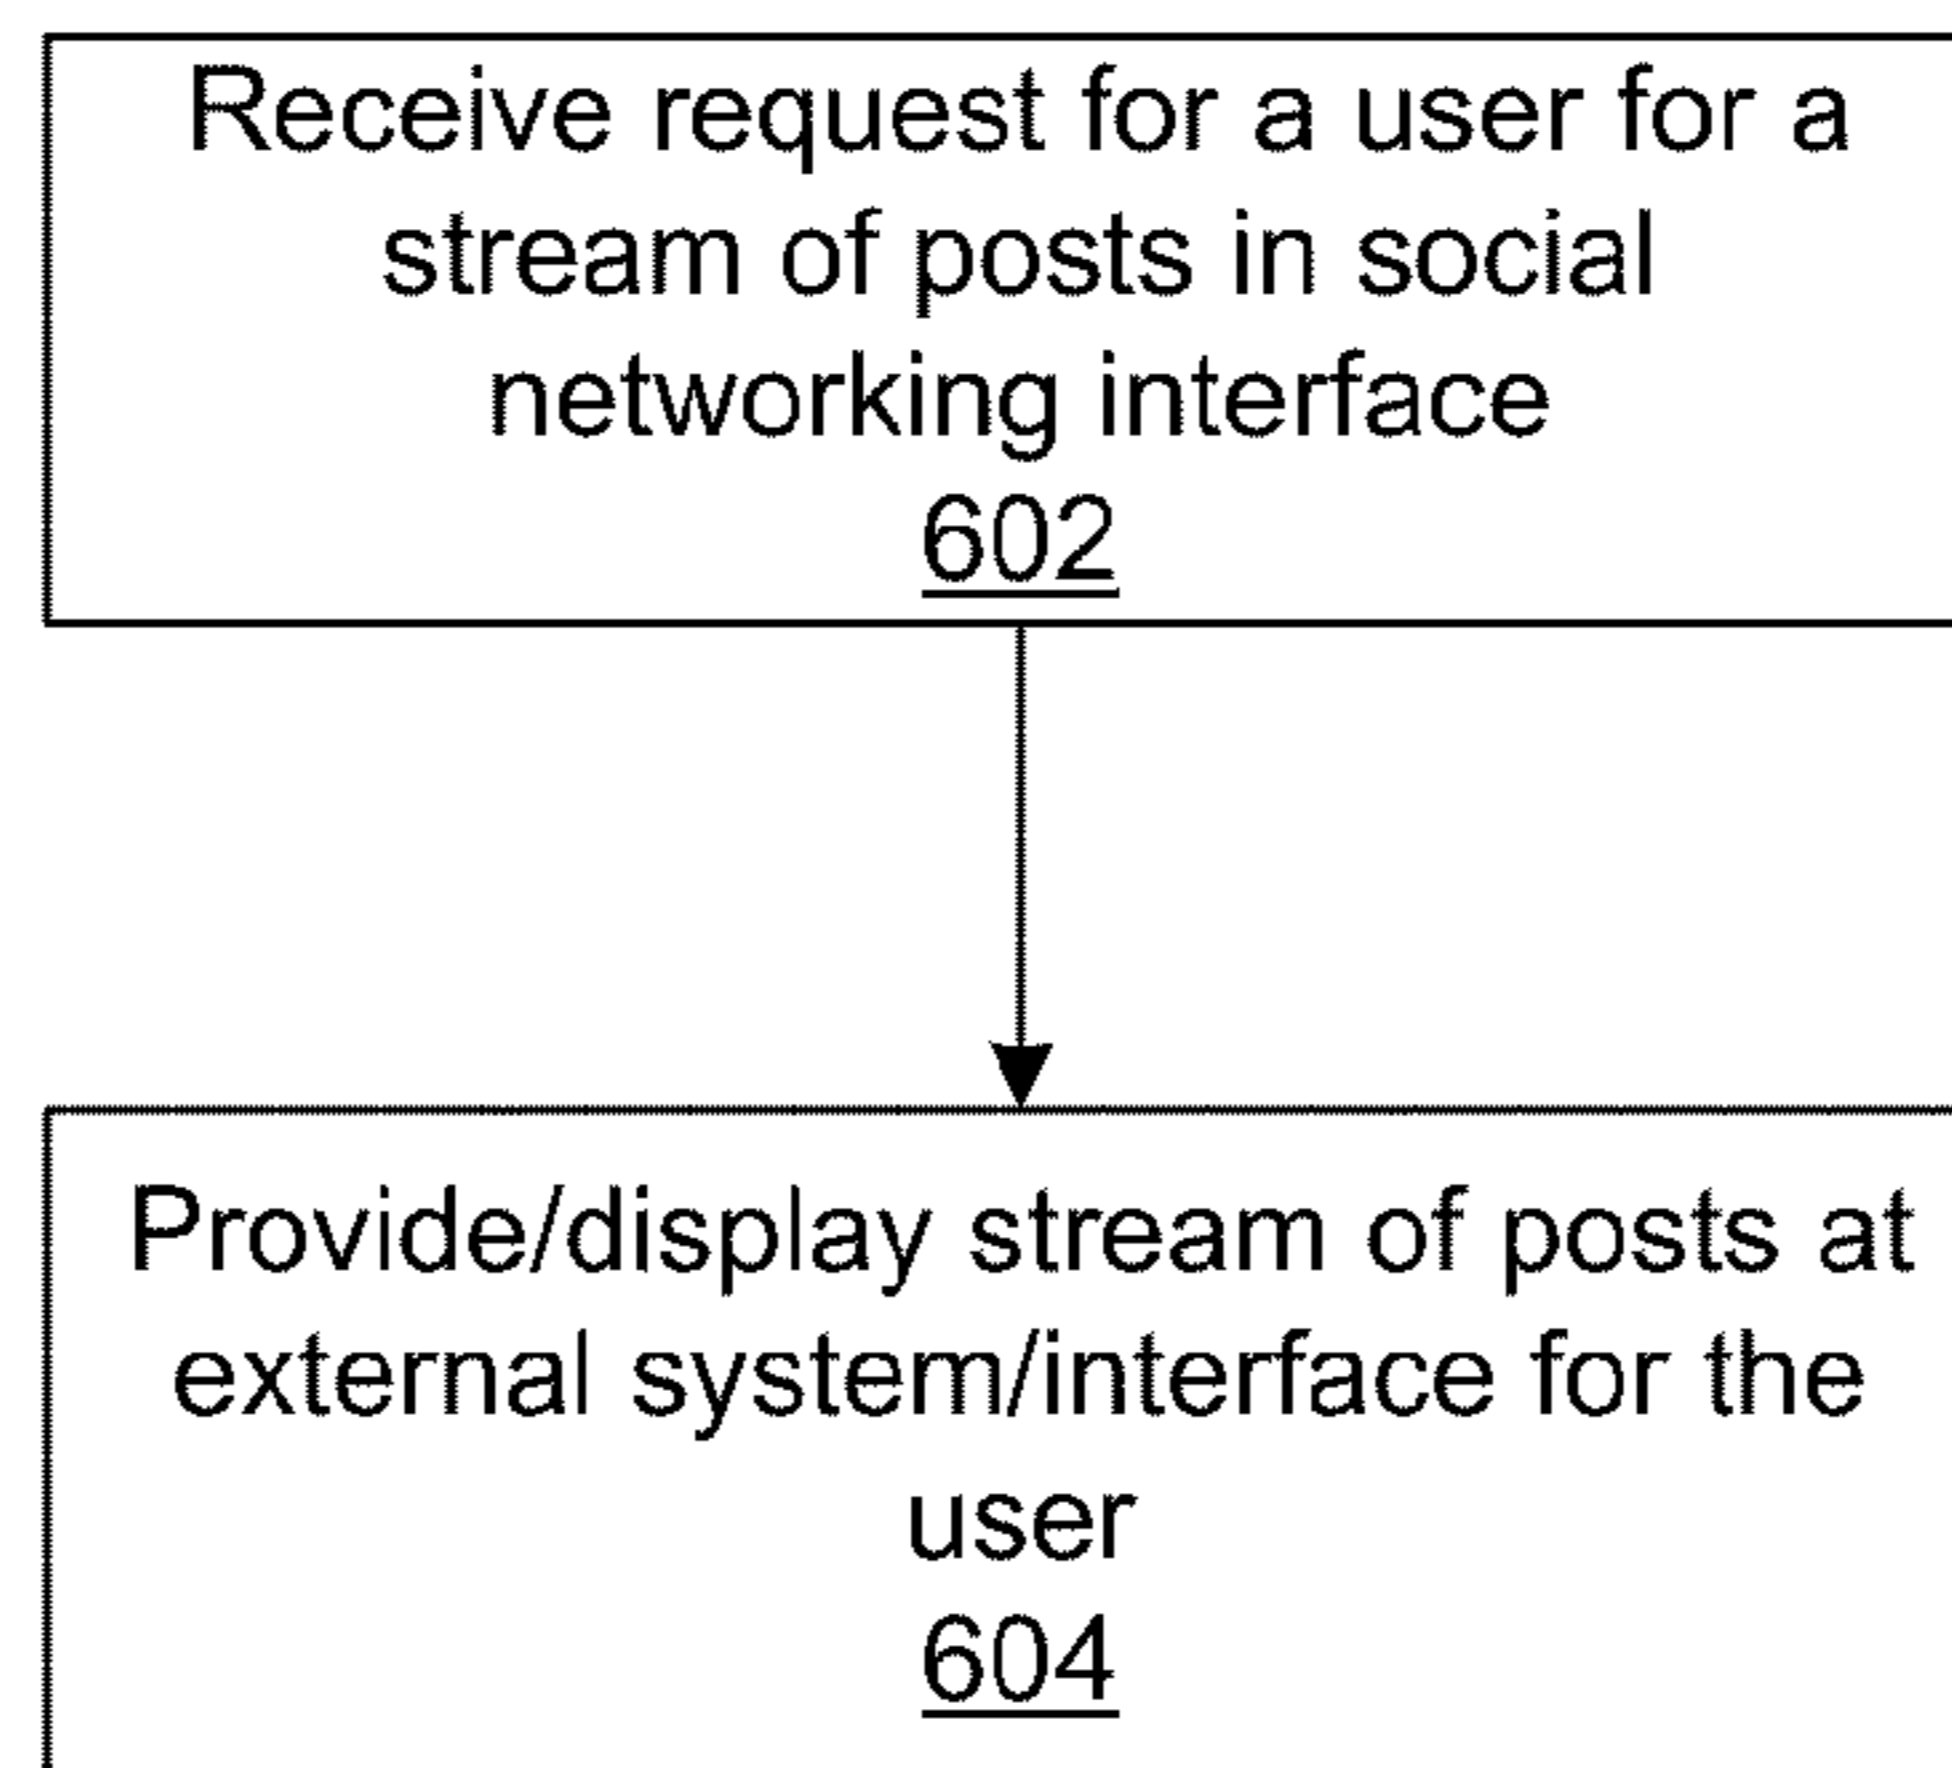 Receive request for a user for a
stream of posts in social
networking interface
602
Provide/display stream of posts at
external system/interface for the
user
604